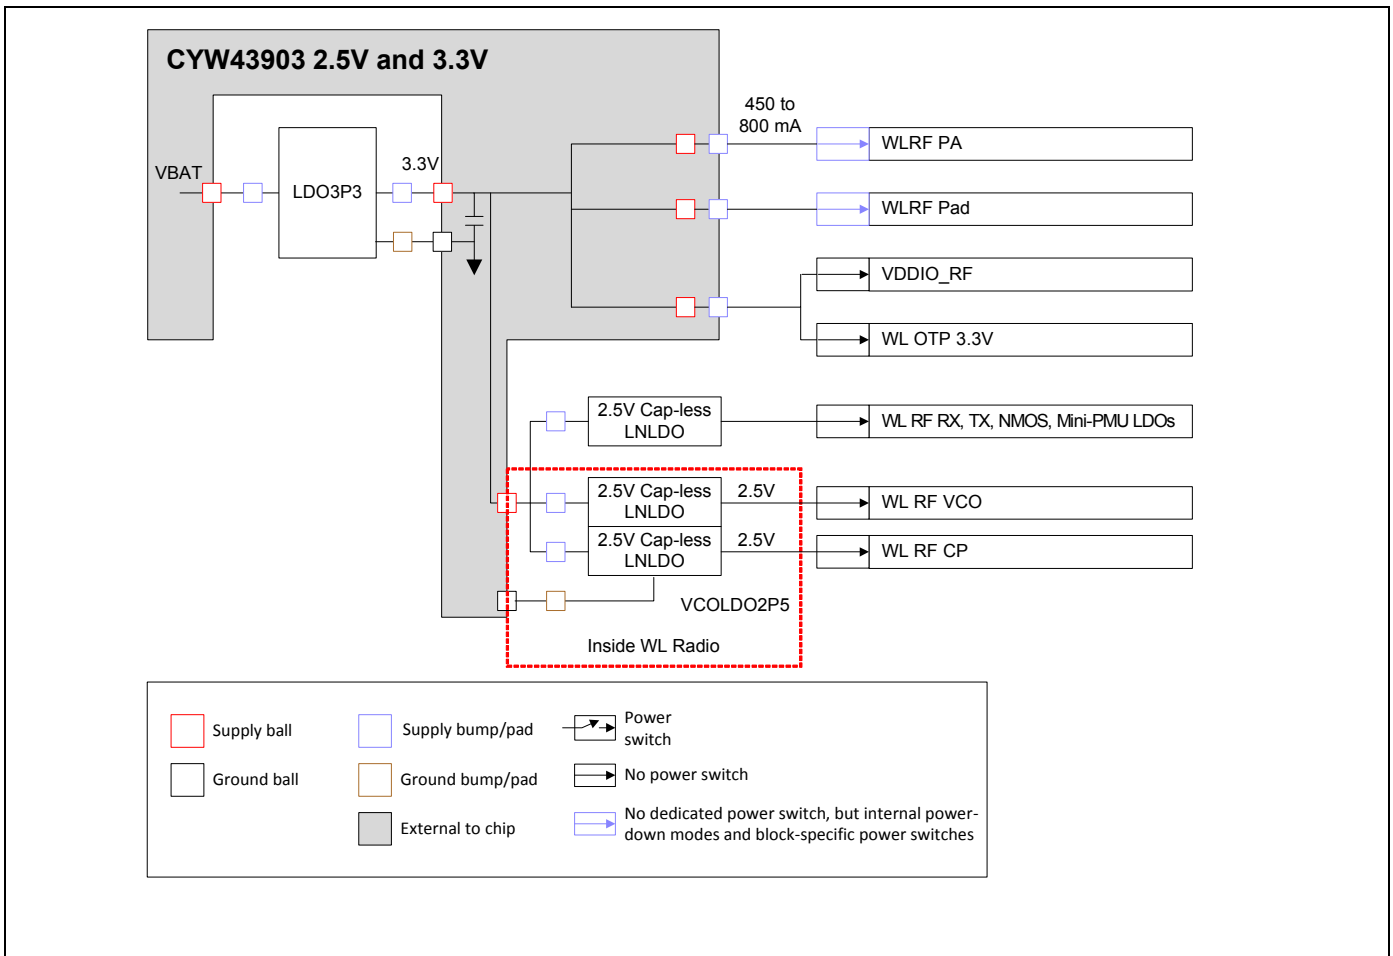 CYW43903 2.5V and 3.3V
450 to
800 mA
WLRF PA
VBAT
3.3V
LDO3P3
WLRF Pad
VDDIO_RF
WL OTP 3.3V
2.5V Cap-less
LNLDO
WL RF RX, TX, NMOS, Mini-PMU LDOs
2.5V Cap-less
LNLDO
2.5V
WL RF VCO
2.5V Cap-less
LNLDO
2.5V
WL RF CP
VCOLDO2P5
Inside WL Radio
Supply ball
Supply bump/pad
Power
switch
Ground ball
Ground bump/pad
No power switch
External to chip
No dedicated power switch, but internal power-
down modes and block-specific power switches